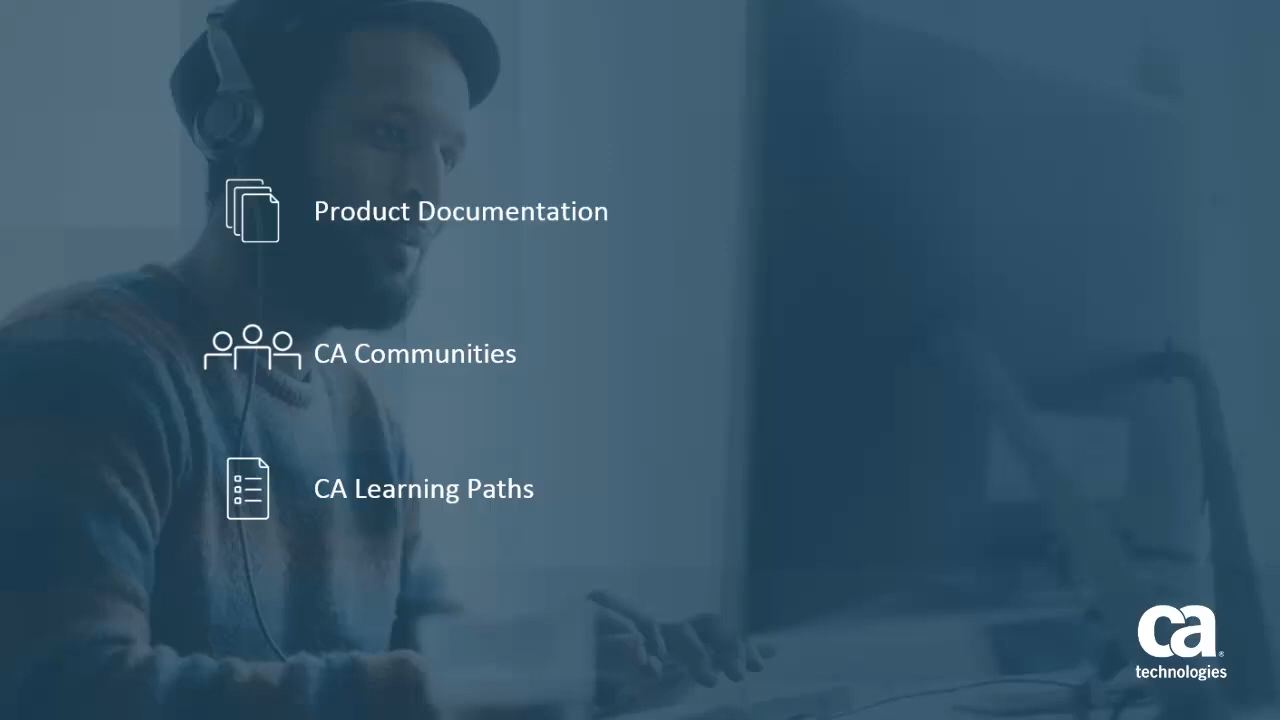 Product Documentation
CA Communities
CA Learning Paths
ca
technologies